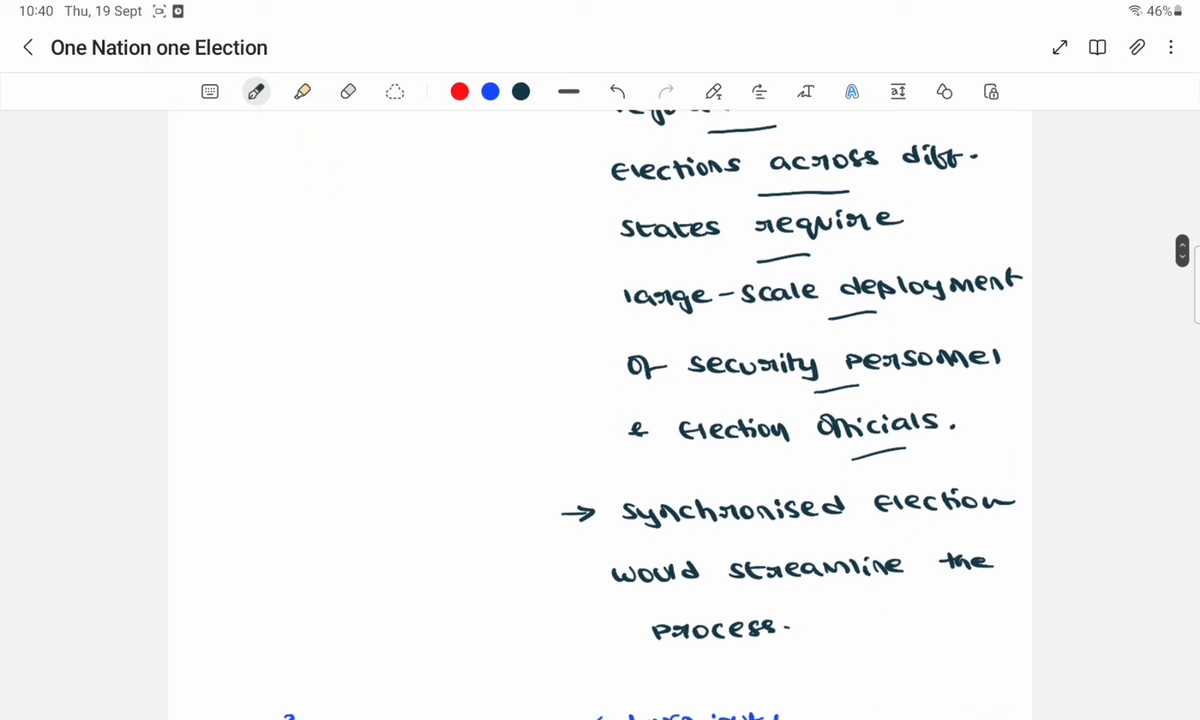 10:40 Thu, 19 Sept
46%
One Nation one Election
Elections across diff.
states require
large-scale deployment
of security personnel
& Election officials.
→ Synchronised Election
would streamline the
process.